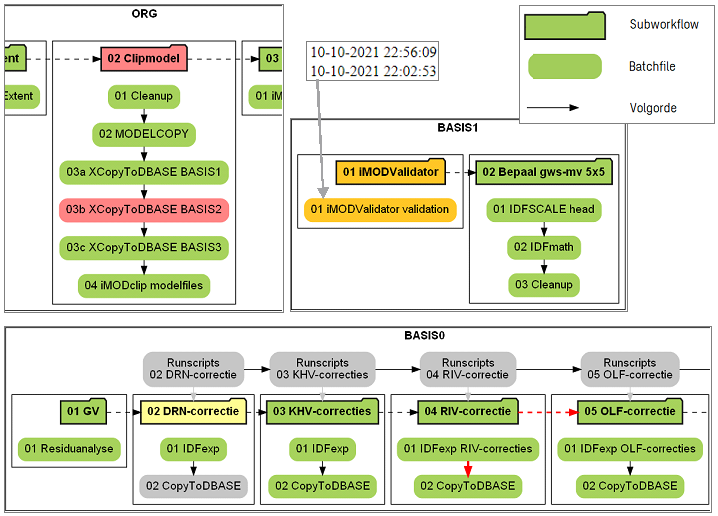 ORG
ent
02 Clipmodel
03
Extent
01 Cleanup
01 iM
02 MODELCOPY
03a XCopyToDBASE BASIS1
03b XCopyToDBASE BASIS2
03c XCopyToDBASE BASIS3
04 iMODclip modelfiles
10-10-2021 22:56:09
10-10-2021 22:02:53
Subworkflow
Batchfile
Volgorde
BASIS1
01 iMODValidator
02 Bepaal gws-mv 5x5
01 iMODValidator validation
01 IDFSCALE head
02 IDFmath
03 Cleanup
BASIS0
Runscripts
02 DRN-correctie
Runscripts
03 KHV-correcties
Runscripts
04 RIV-correctie
Runscripts
05 OLF-correctie
01 GV
02 DRN-correctie
03 KHV-correcties
04 RIV-correctie
05 OLF-correctie
01 Residuanalyse
01 IDFexp
01 IDFexp
01 IDFexp RIV-correcties
01 IDFexp OLF-correcties
02 CopyToDBASE
02 CopyToDBASE
02 CopyToDBASE
02 CopyToDBASE